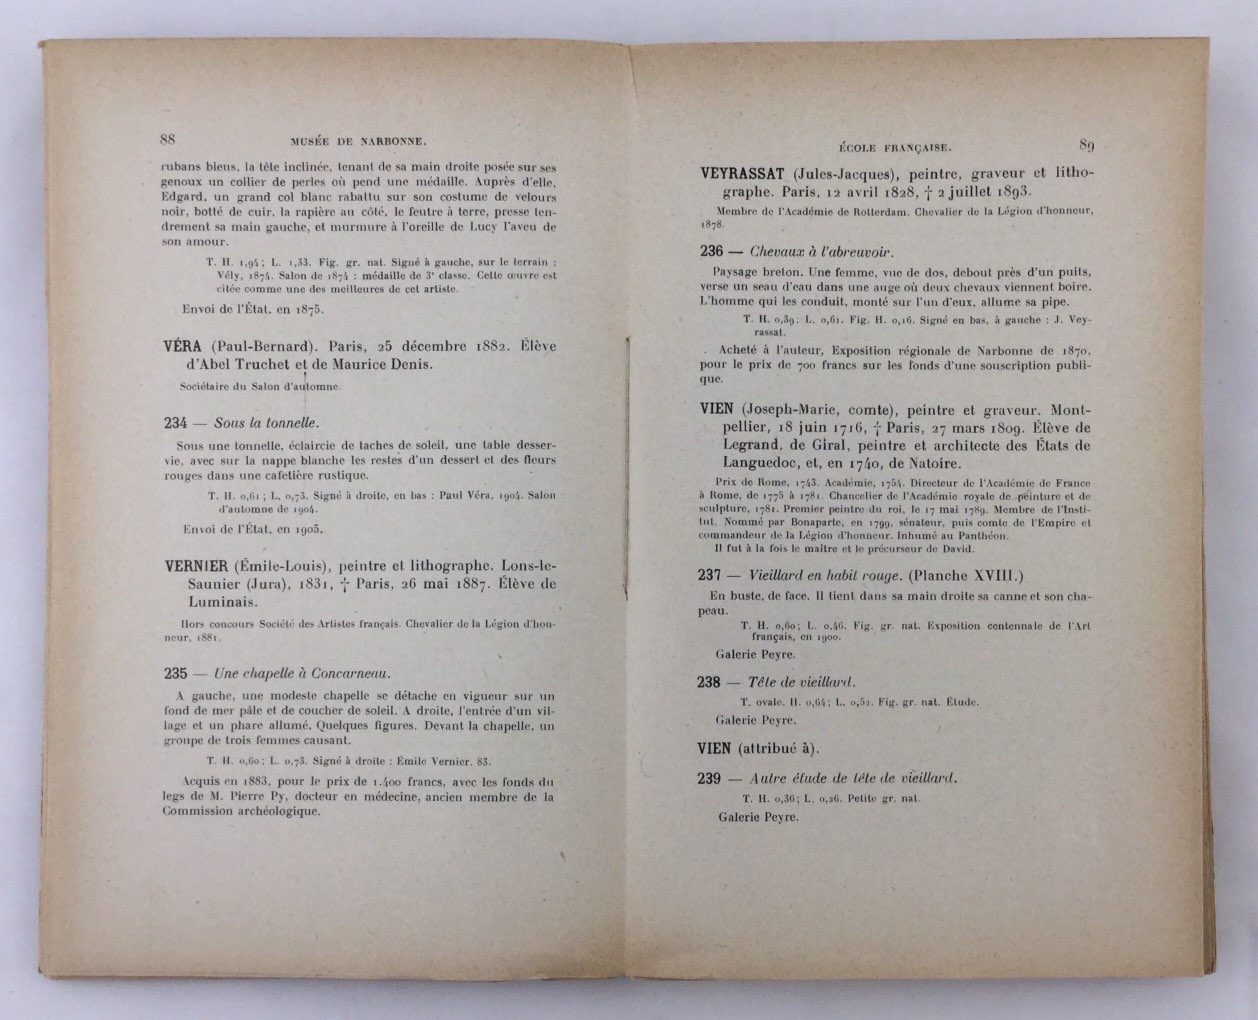 88
MUSÉE DE NARBONNE.
rubans bleus, la tête inclinée, tenant de sa main droite posée sur ses
genoux un collier de perles où pend une médaille. Auprès d'elle,
Edgard, un grand col blanc rabattu sur son costume de velours
noir, botté de cuir, la rapière au côté, le feutre à terre, presse ten-
drement sa main gauche, et murmure à l'oreille de Lucy l'aveu de
son amour.
T. H. 1,94; L. 1,33. Fig. gr. nat. Signé à gauche, sur le terrain :
Vély, 1874. Salon de 1874 : médaille de 3e classe. Cette œuvre est
citée comme une des meilleures de cet artiste.
Envoi de l'État, en 1875.
VÉRA (Paul-Bernard). Paris, 25 décembre 1882. Élève
d'Abel Truchet et de Maurice Denis.
Sociétaire du Salon d'automne.
234 — Sous la tonnelle.
Sous une tonnelle, éclaircie de taches de soleil, une table desser-
vie, avec sur la nappe blanche les restes d'un dessert et des fleurs
rouges dans une cafetière rustique.
T. H. 0,61; L. 0,73. Signé à droite, en bas : Paul Véra, 1904. Salon
d'automne de 1904.
Envoi de l'État, en 1905.
VERNIER (Émile-Louis), peintre et lithographe. Lons-le-
Saunier (Jura), 1831, † Paris, 26 mai 1887. Élève de
Luminais.
Hors concours Société des Artistes français. Chevalier de la Légion d'hon-
neur, 1881.
235 — Une chapelle à Concarneau.
A gauche, une modeste chapelle se détache en vigueur sur un
fond de mer pâle et de coucher de soleil. A droite, l'entrée d'un vil-
lage et un phare allumé. Quelques figures. Devant la chapelle, un
groupe de trois femmes causant.
T. H. 0,60; L. 0,73. Signé à droite : Émile Vernier. 83.
Acquis en 1883, pour le prix de 1.400 francs, avec les fonds du
legs de M. Pierre Py, docteur en médecine, ancien membre de la
Commission archéologique.
ÉCOLE FRANÇAISE.
89
VEYRASSAT (Jules-Jacques), peintre, graveur et litho-
graphe. Paris, 12 avril 1828, † 2 juillet 1893.
Membre de l'Académie de Rotterdam. Chevalier de la Légion d'honneur,
1878.
236 — Chevaux à l'abreuvoir.
Paysage breton. Une femme, vue de dos, debout près d'un puits,
verse un seau d'eau dans une auge où deux chevaux viennent boire.
L'homme qui les conduit, monté sur l'un d'eux, allume sa pipe.
T. H. 0,39; L. 0,61. Fig. H. 0,16. Signé en bas, à gauche : J. Vey-
rassat.
Acheté à l'auteur, Exposition régionale de Narbonne de 1870,
pour le prix de 700 francs sur les fonds d'une souscription publi-
que.
VIEN (Joseph-Marie, comte), peintre et graveur. Mont-
pellier, 18 juin 1716, † Paris, 27 mars 1809. Élève de
Legrand, de Giral, peintre et architecte des États de
Languedoc, et, en 1740, de Natoire.
Prix de Rome, 1743. Académie, 1754. Directeur de l'Académie de France
à Rome, de 1775 à 1781. Chancelier de l'Académie royale de peinture et de
sculpture, 1781. Premier peintre du roi, le 17 mai 1789. Membre de l'Insti-
tut. Nommé par Bonaparte, en 1799, sénateur, puis comte de l'Empire et
commandeur de la Légion d'honneur. Inhumé au Panthéon.
Il fut à la fois le maître et le précurseur de David.
237 — Vieillard en habit rouge. (Planche XVIII.)
En buste, de face. Il tient dans sa main droite sa canne et son cha-
peau.
T. H. 0,60; L. 0,46. Fig. gr. nat. Exposition centennale de l'Art
français, en 1900.
Galerie Peyre.
238 — Tête de vieillard.
T. ovale. H. 0,64; L. 0,52. Fig. gr. nat. Étude.
Galerie Peyre.
VIEN (attribué à).
239 — Autre étude de tête de vieillard.
T. H. 0,36; L. 0,26. Petite gr. nat.
Galerie Peyre.